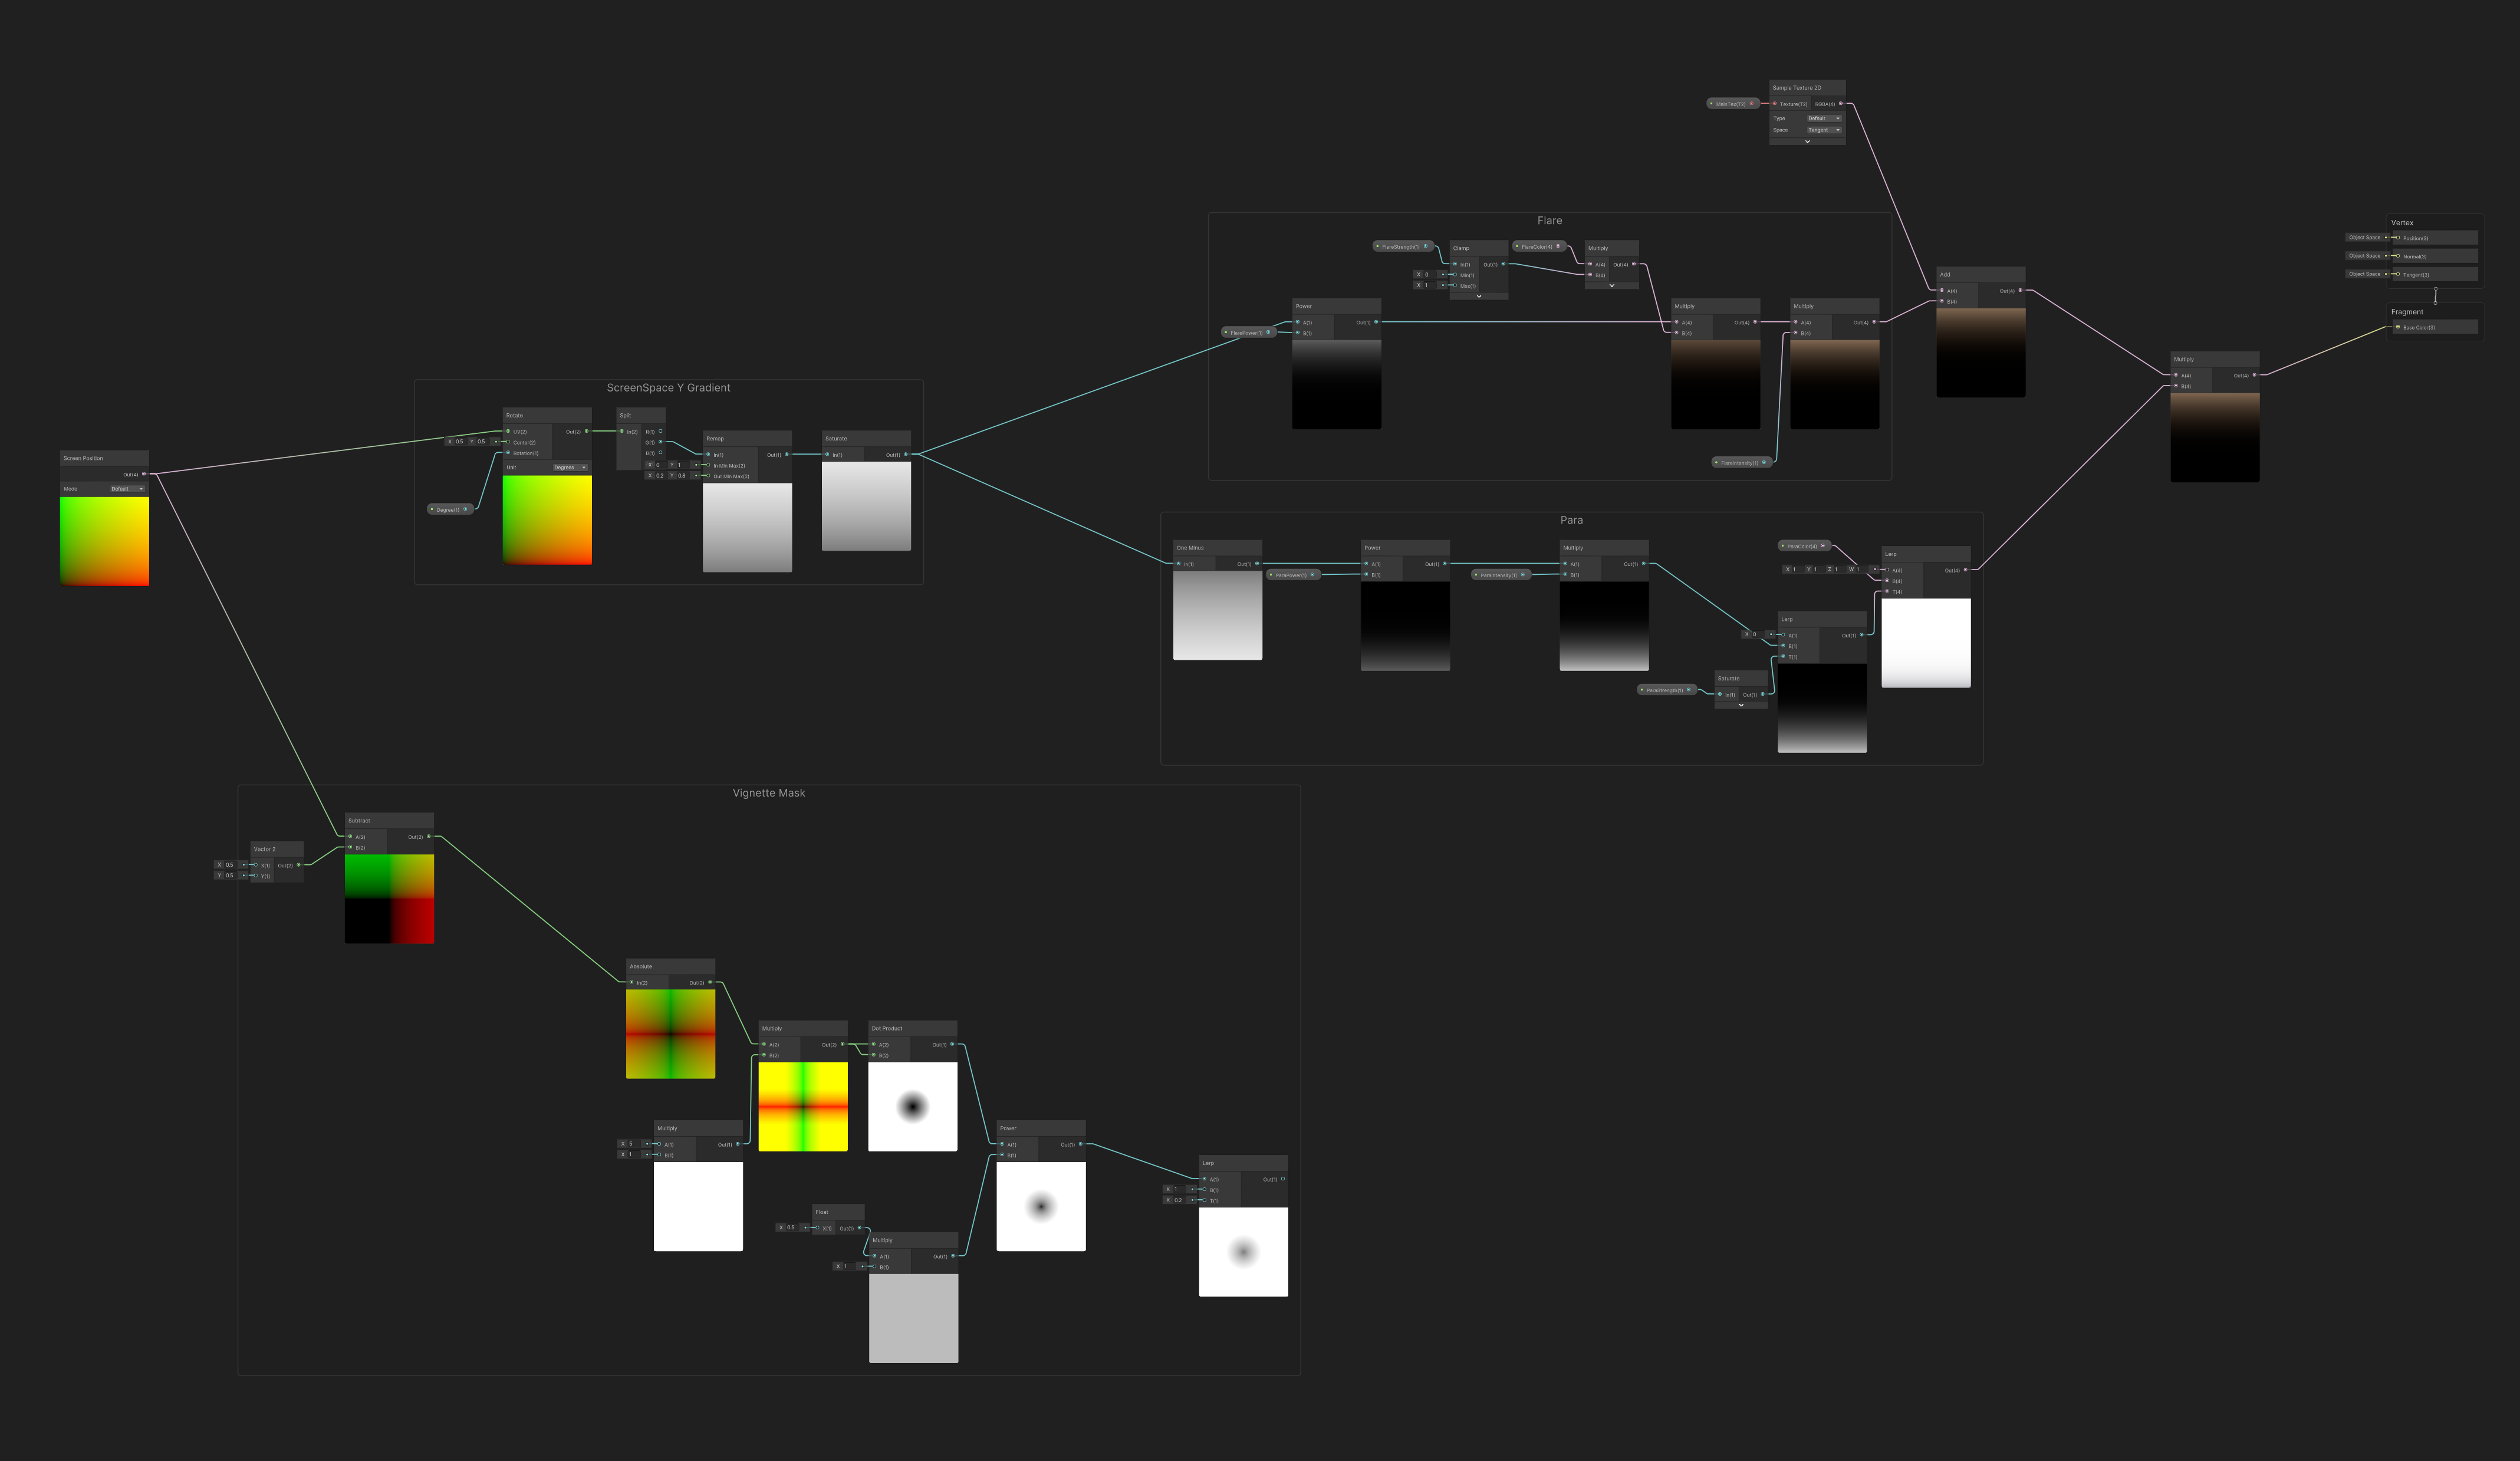 Sample Texture 2D
MainTex(T2)
Texture(T2) RGBA(4)
Type Default
Space Tangent
Flare
FlareStrength(1)
Clamp
In(1) Out(1)
X 0 Min(1)
X 1 Max(1)
FlareColor(4)
Multiply
A(4) Out(4)
B(4)
Power
FlarePower(1)
A(1) Out(1)
B(1)
Multiply
A(4) Out(4)
B(4)
Multiply
A(4) Out(4)
B(4)
FlareIntensity(1)
Add
A(4) Out(4)
B(4)
Vertex
Object Space Position(3)
Object Space Normal(3)
Object Space Tangent(3)
Fragment
Base Color(3)
Multiply
A(4) Out(4)
B(4)
ScreenSpace Y Gradient
Screen Position
Out(4)
Mode Default
Rotate
UV(2) Out(2)
X 0.5 Y 0.5 Center(2)
Rotation(1)
Unit Degrees
Degree(1)
Split
In(2) R(1)
G(1)
B(1)
Remap
In(1) Out(1)
X 0 Y 1 In Min Max(2)
X 0.2 Y 0.8 Out Min Max(2)
Saturate
In(1) Out(1)
Para
One Minus
In(1) Out(1)
ParaPower(1)
Power
A(1) Out(1)
B(1)
ParaIntensity(1)
Multiply
A(1) Out(1)
B(1)
ParaColor(4)
Lerp
X 1 Y 1 Z 1 W 1 A(4) Out(4)
B(4)
T(4)
Lerp
X 0 A(1) Out(1)
B(1)
T(1)
ParaStrength(1)
Saturate
In(1) Out(1)
Vignette Mask
Subtract
A(2) Out(2)
B(2)
Vector 2
X 0.5 X(1) Out(2)
Y 0.5 Y(1)
Absolute
In(2) Out(2)
Multiply
A(2) Out(2)
B(2)
Dot Product
A(2) Out(1)
B(2)
Multiply
X 5 A(1) Out(1)
X 1 B(1)
Power
A(1) Out(1)
B(1)
Float
X 0.5 X(1) Out(1)
Multiply
A(1) Out(1)
X 1 B(1)
Lerp
A(1) Out(1)
X 1 B(1)
X 0.2 T(1)